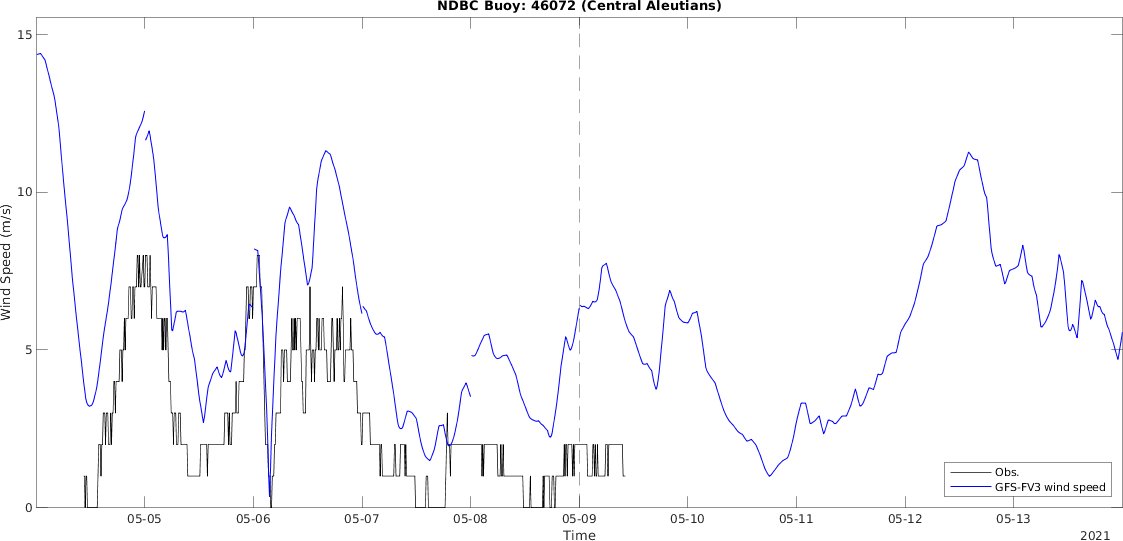 NDBC Buoy: 46072 (Central Aleutians)
15
10
5
0
Wind Speed (m/s)
05-05 05-06 05-07 05-08 05-09 05-10 05-11 05-12 05-13
Time
2021
Obs.
GFS-FV3 wind speed